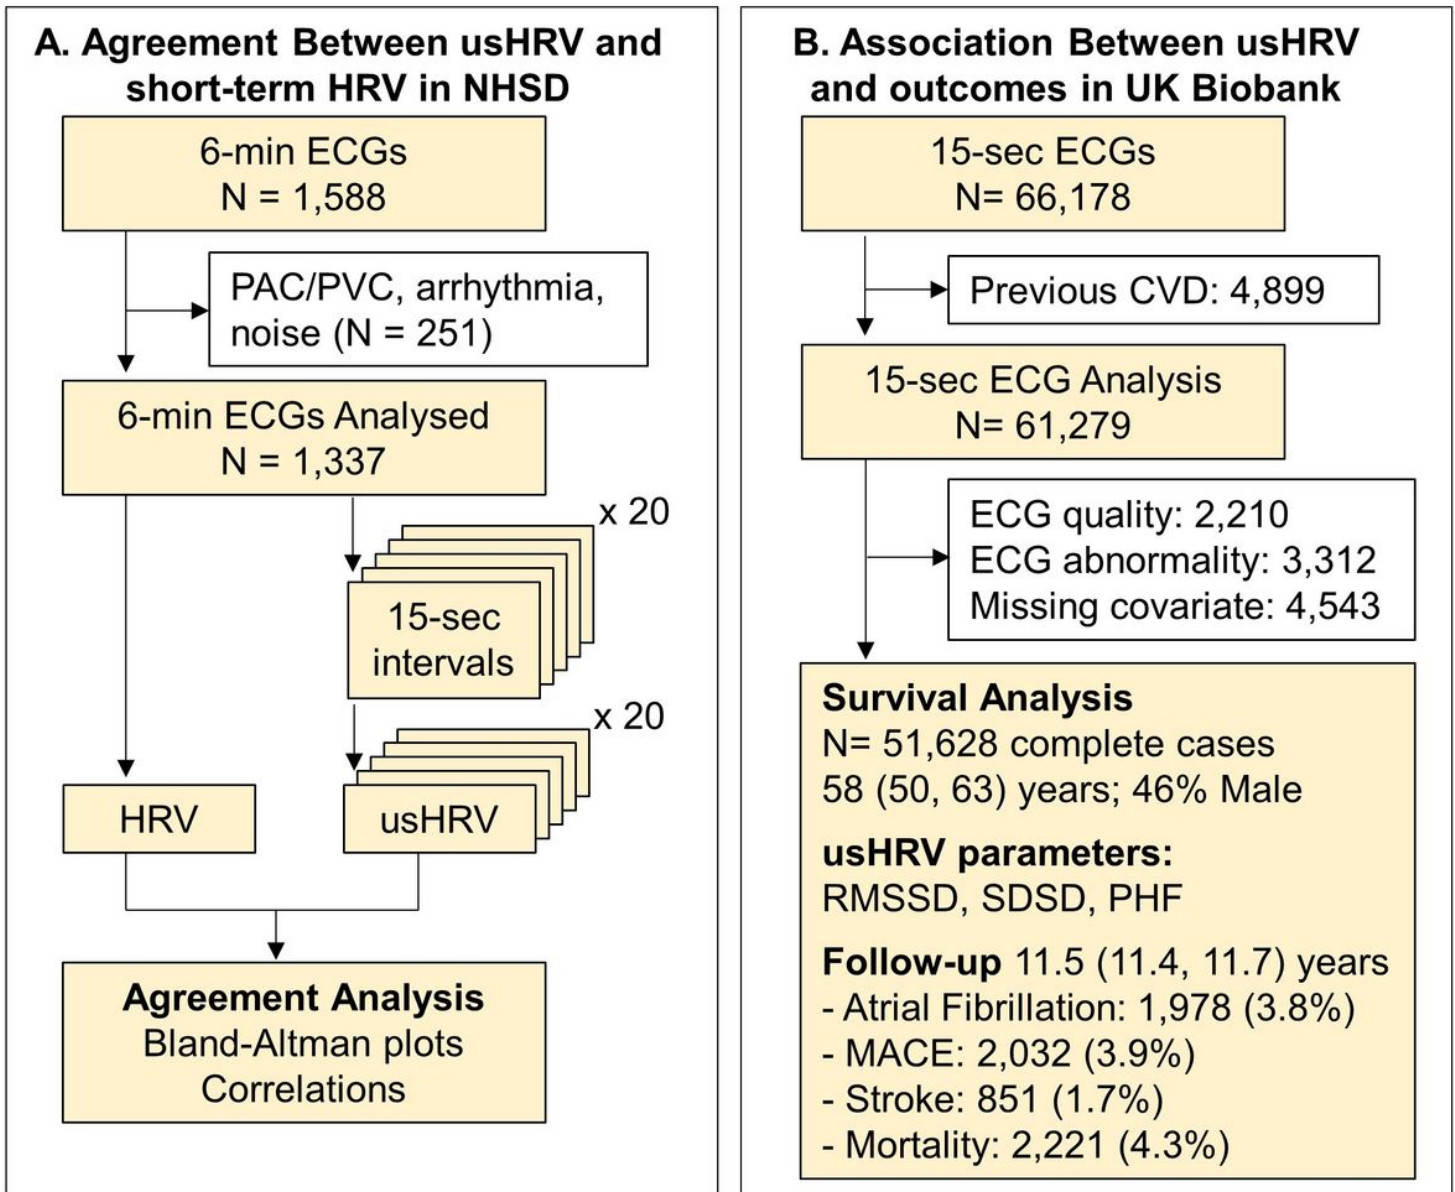 A. Agreement Between usHRV and
short-term HRV in NHSD
6-min ECGs
N = 1,588
PAC/PVC, arrhythmia,
noise (N = 251)
6-min ECGs Analysed
N = 1,337
x 20
15-sec
intervals
x 20
HRV
usHRV
Agreement Analysis
Bland-Altman plots
Correlations
B. Association Between usHRV
and outcomes in UK Biobank
15-sec ECGs
N= 66,178
Previous CVD: 4,899
15-sec ECG Analysis
N= 61,279
ECG quality: 2,210
ECG abnormality: 3,312
Missing covariate: 4,543
Survival Analysis
N= 51,628 complete cases
58 (50, 63) years; 46% Male
usHRV parameters:
RMSSD, SDSD, PHF
Follow-up 11.5 (11.4, 11.7) years
- Atrial Fibrillation: 1,978 (3.8%)
- MACE: 2,032 (3.9%)
- Stroke: 851 (1.7%)
- Mortality: 2,221 (4.3%)